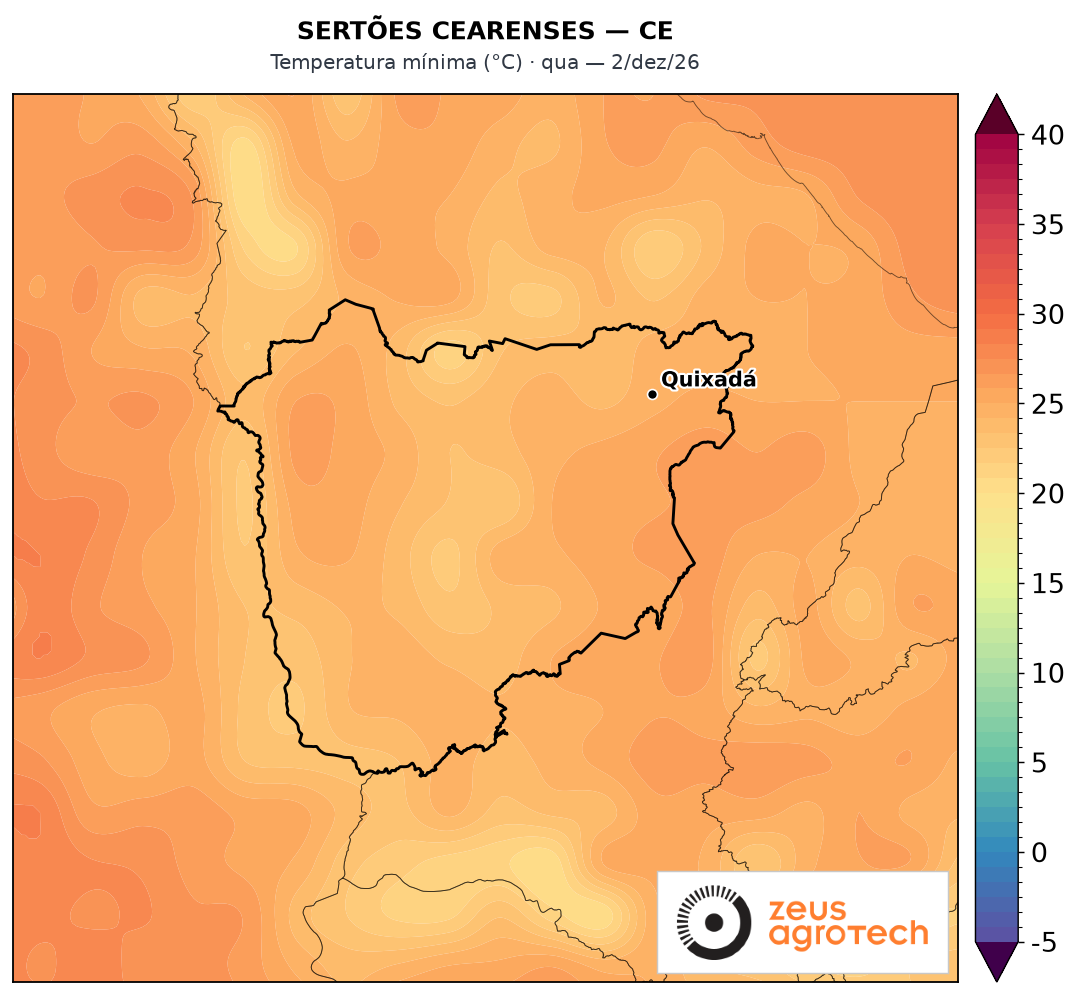 SERTÕES CEARENSES — CE
Temperatura mínima (°C) · qua — 2/dez/26
Quixadá
40
35
30
25
20
15
10
5
0
-5
zeus
agrotech